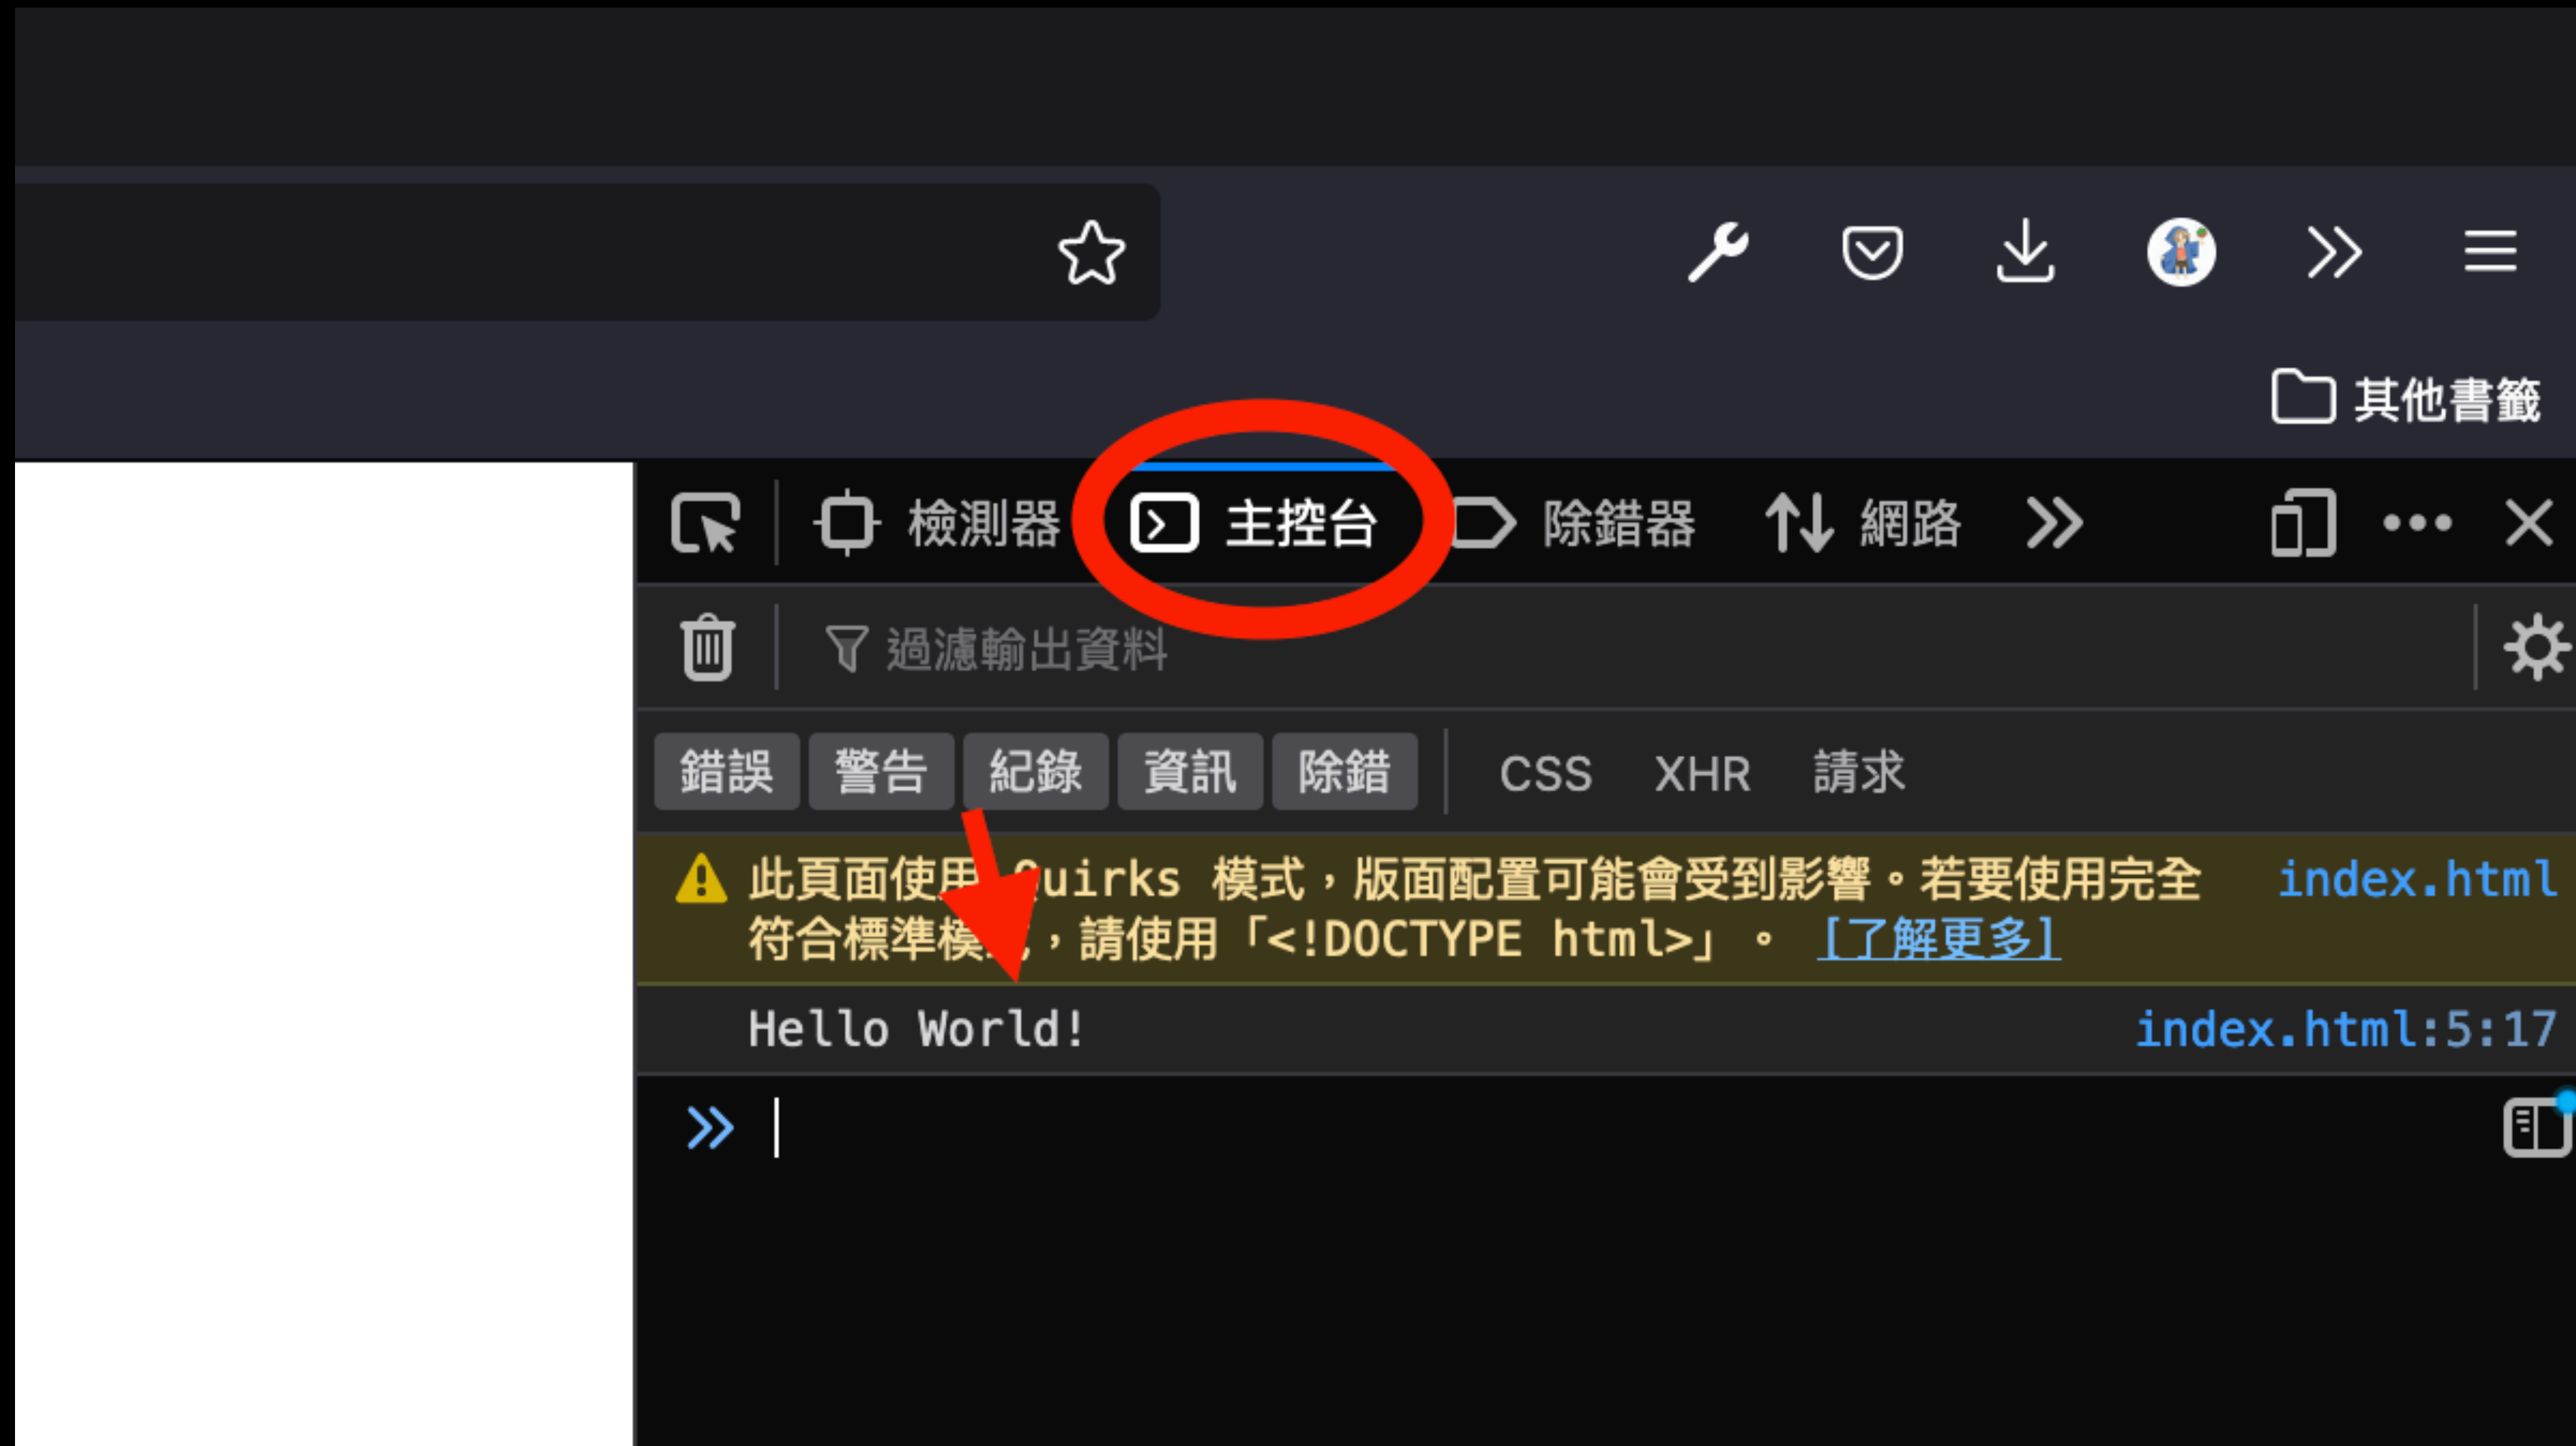 其他書籤
檢測器 主控台 除錯器 網路
過濾輸出資料
錯誤 警告 紀錄 資訊 除錯 CSS XHR 請求
此頁面使用 Quirks 模式，版面配置可能會受到影響。若要使用完全 index.html
符合標準模式，請使用「<!DOCTYPE html>」。 [了解更多]
Hello World! index.html:5:17